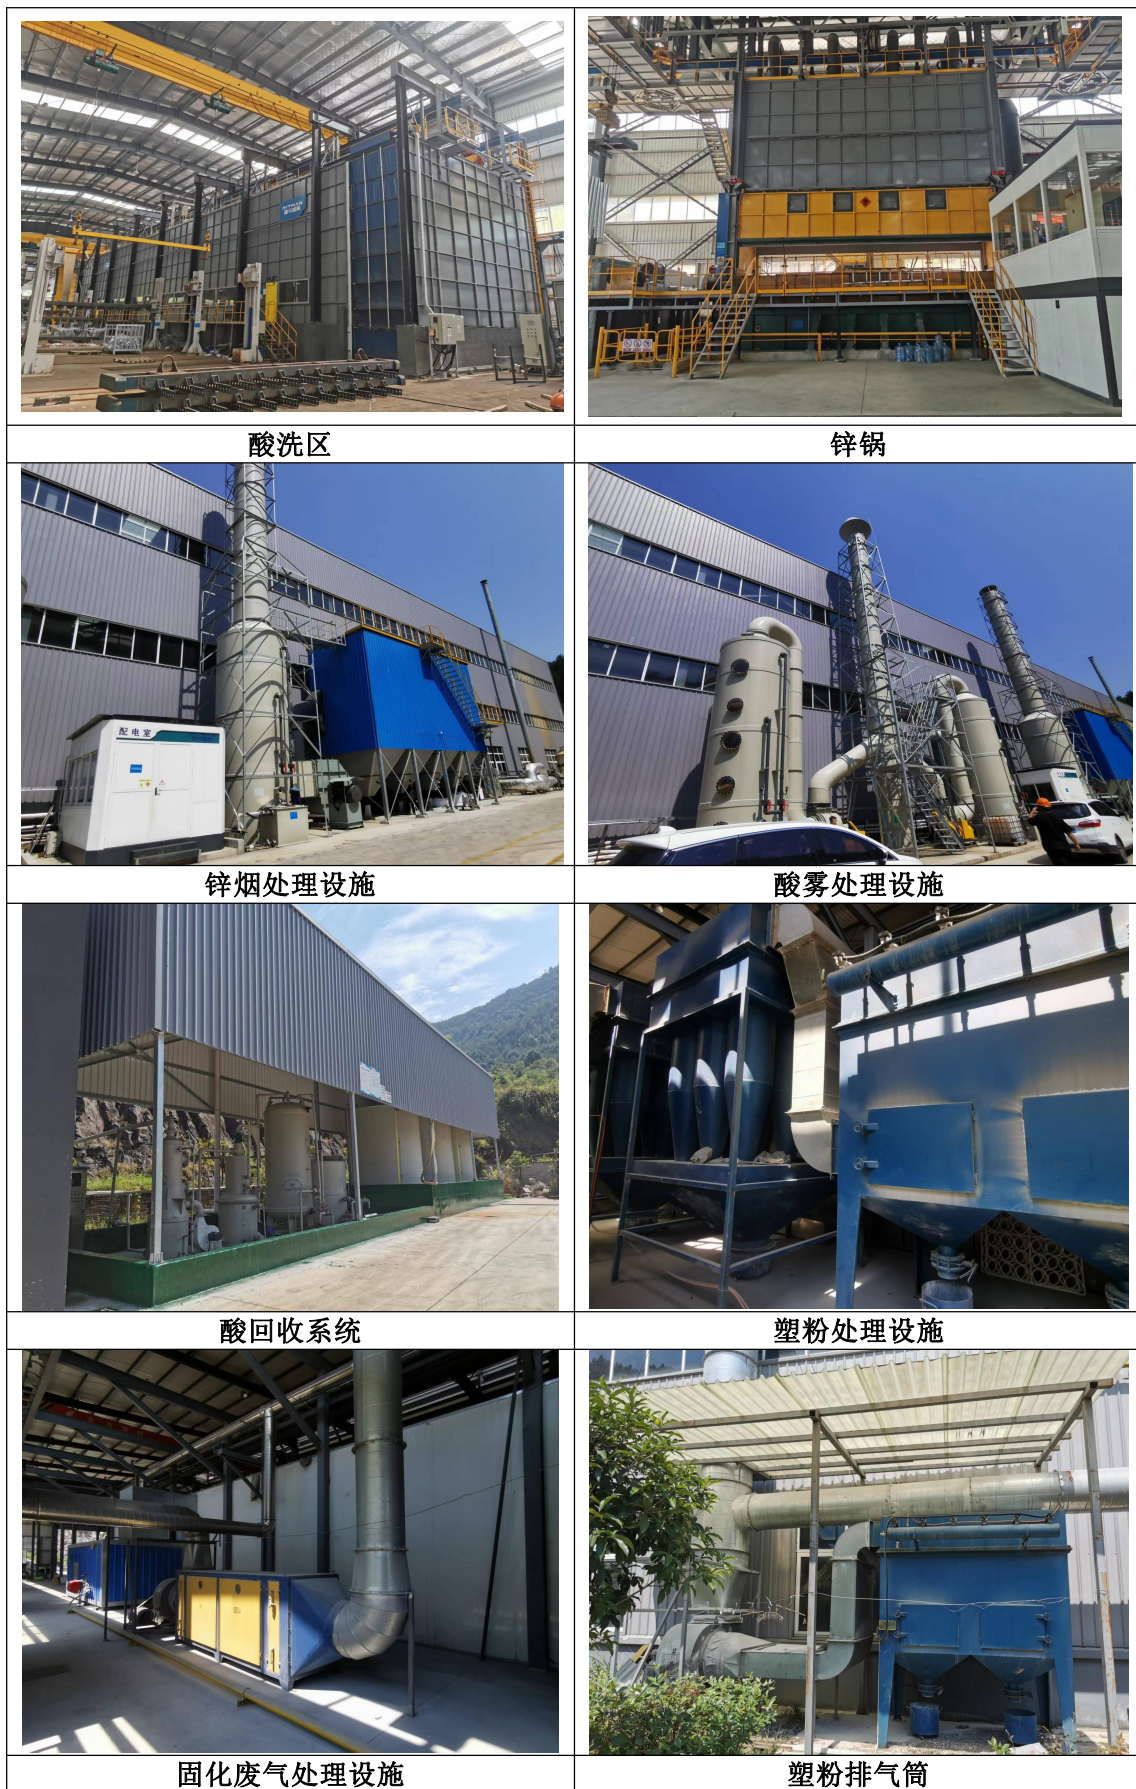 酸洗区
锌锅
配电室
锌烟处理设施
酸雾处理设施
酸回收系统
塑粉处理设施
固化废气处理设施
塑粉排气筒